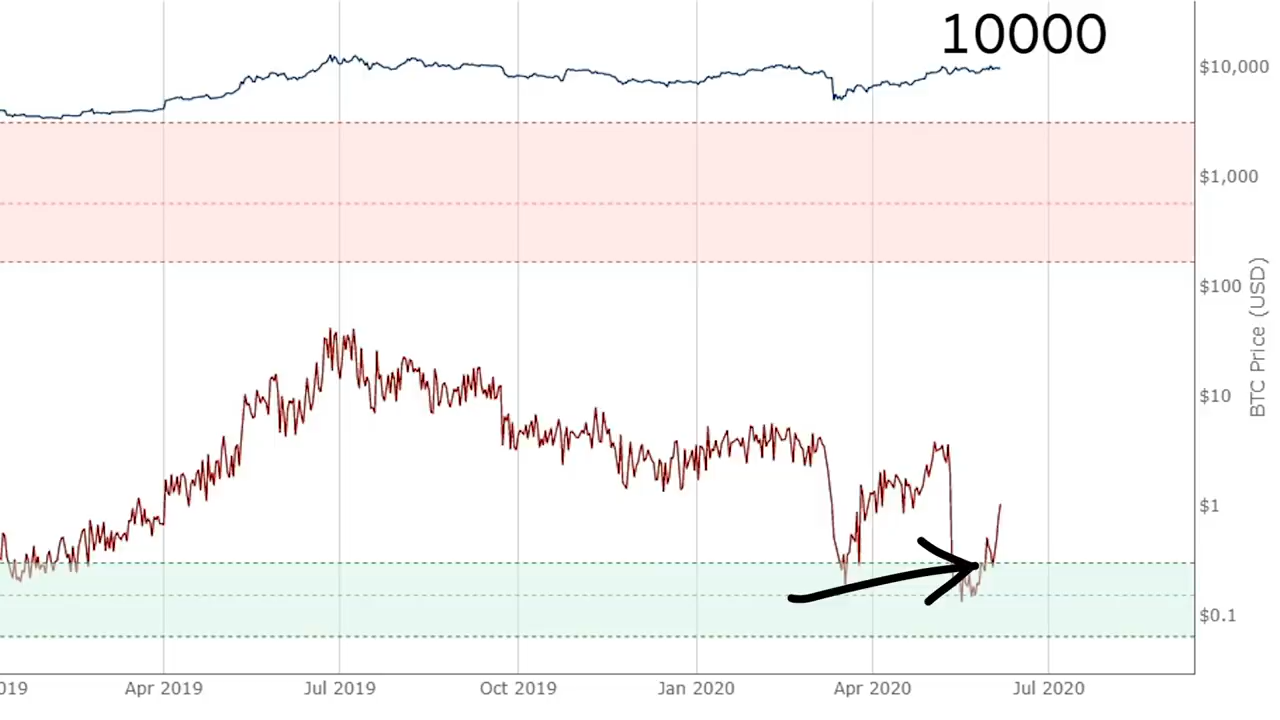 10000
$10,000
$1,000
$100
$10
$1
$0.1
BTC Price (USD)
019
Apr 2019
Jul 2019
Oct 2019
Jan 2020
Apr 2020
Jul 2020